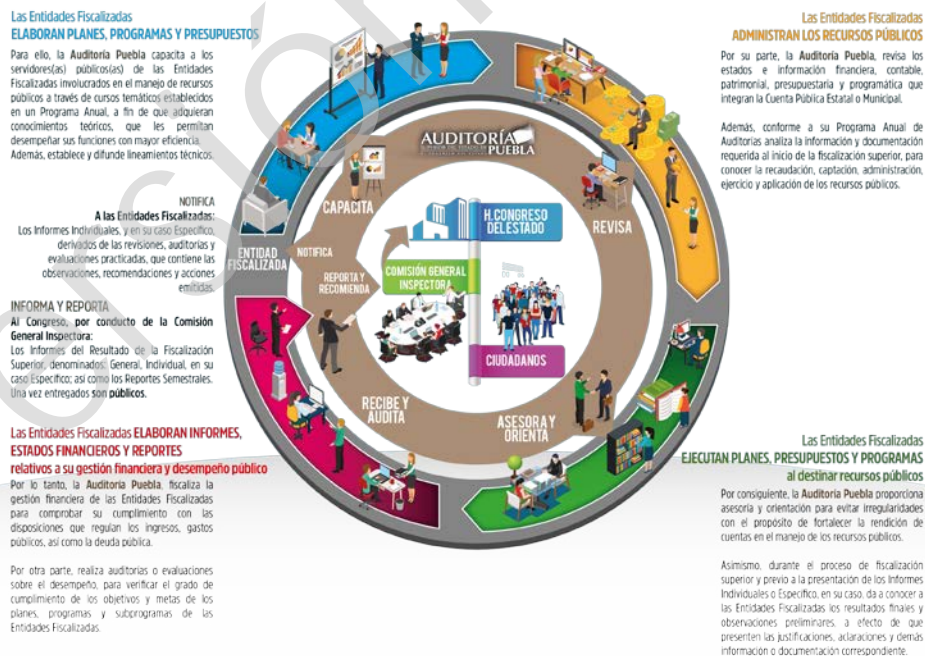 Las Entidades Fiscalizadas
ELABORAN PLANES, PROGRAMAS Y PRESUPUESTOS
Para ello, la Auditoría Puebla capacita a los
servidores(as) públicos(as) de las Entidades
Fiscalizadas involucrados en el manejo de recursos
públicos a través de cursos temáticos establecidos
en un Programa Anual, a fin de que adquieran
conocimientos teóricos, que les permitan
desempeñar sus funciones con mayor eficiencia.
Además, establece y difunde lineamientos técnicos.
NOTIFICA
A las Entidades Fiscalizadas:
Los Informes Individuales, y en su caso Específico,
derivados de las revisiones, auditorías y
evaluaciones practicadas, que contiene las
observaciones, recomendaciones y acciones
emitidas.
INFORMA Y REPORTA
Al Congreso, por conducto de la Comisión
General Inspectora:
Los Informes del Resultado de la Fiscalización
Superior, denominados: General, Individual, en su
caso Específico; así como los Reportes Semestrales.
Una vez entregados son públicos.
Las Entidades Fiscalizadas ELABORAN INFORMES,
ESTADOS FINANCIEROS Y REPORTES
relativos a su gestión financiera y desempeño público
Por lo tanto, la Auditoría Puebla, fiscaliza la
gestión financiera de las Entidades Fiscalizadas
para comprobar su cumplimiento con las
disposiciones que regulan los ingresos, gastos
públicos, así como la deuda pública.
Por otra parte, realiza auditorías o evaluaciones
sobre el desempeño, para verificar el grado de
cumplimiento de los objetivos y metas de los
planes, programas y subprogramas de las
Entidades Fiscalizadas.
AUDITORÍA
PUEBLA
CAPACITA
REVISA
H. CONGRESO
DEL ESTADO
ENTIDAD
FISCALIZADA
NOTIFICA
REPORTA Y
RECOMIENDA
COMISIÓN GENERAL
INSPECTORA
CIUDADANOS
RECIBE Y
AUDITA
ASESORA Y
ORIENTA
Las Entidades Fiscalizadas
ADMINISTRAN LOS RECURSOS PÚBLICOS
Por su parte, la Auditoría Puebla, revisa los
estados e información financiera, contable,
patrimonial, presupuestaria y programática que
integran la Cuenta Pública Estatal o Municipal.
Además, conforme a su Programa Anual de
Auditorías analiza la información y documentación
requerida al inicio de la fiscalización superior, para
conocer la recaudación, captación, administración,
ejercicio y aplicación de los recursos públicos.
Las Entidades Fiscalizadas
EJECUTAN PLANES, PRESUPUESTOS Y PROGRAMAS
al destinar recursos públicos
Por consiguiente, la Auditoría Puebla proporciona
asesoría y orientación para evitar irregularidades
con el propósito de fortalecer la rendición de
cuentas en el manejo de los recursos públicos.
Asimismo, durante el proceso de fiscalización
superior y previo a la presentación de los Informes
Individuales o Específico, en su caso, da a conocer a
las Entidades Fiscalizadas los resultados finales y
observaciones preliminares, a efecto de que
presenten las justificaciones, aclaraciones y demás
información o documentación correspondiente.